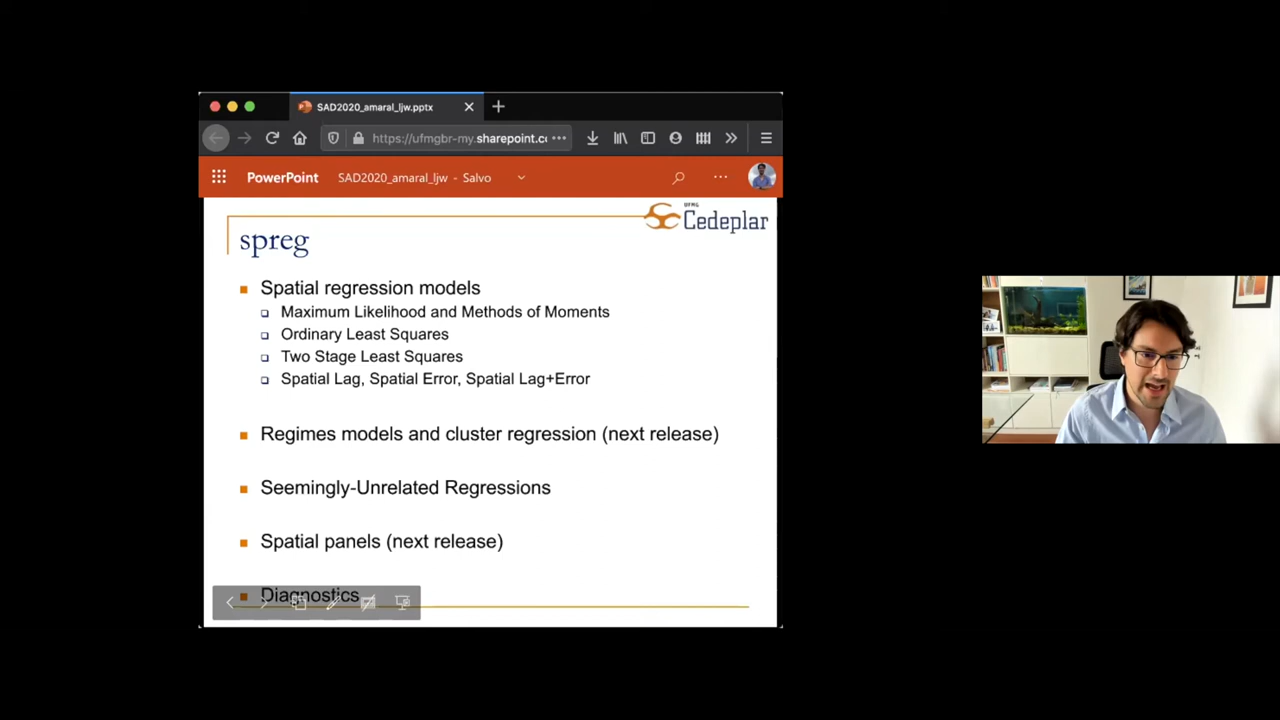 SAD2020_amaral_ljw.pptx
https://ufmgbr-my.sharepoint.c
PowerPoint SAD2020_amaral_ljw - Salvo
UFMG
Cedeplar
spreg
Spatial regression models
Maximum Likelihood and Methods of Moments
Ordinary Least Squares
Two Stage Least Squares
Spatial Lag, Spatial Error, Spatial Lag+Error
Regimes models and cluster regression (next release)
Seemingly-Unrelated Regressions
Spatial panels (next release)
Diagnostics